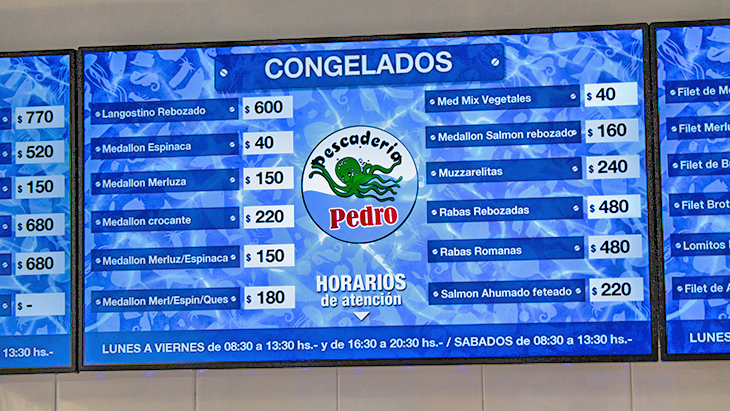 $ 770
$ 520
$ 150
$ 680
$ 680
$ -
13:30 hs.-
CONGELADOS
Langostino Rebozado $ 600
Medallon Espinaca $ 40
Medallon Merluza $ 150
Medallon crocante $ 220
Medallon Merluz/Espinaca $ 150
Medallon Merl/Espin/Ques $ 180
Pescadería
Pedro
HORARIOS
de atención
Med Mix Vegetales $ 40
Medallon Salmon rebozado $ 160
Muzzarelitas $ 240
Rabas Rebozadas $ 480
Rabas Romanas $ 480
Salmon Ahumado feteado $ 220
LUNES A VIERNES de 08:30 a 13:30 hs.- y de 16:30 a 20:30 hs.- / SABADOS de 08:30 a 13:30 hs.-
Filet de Me
Filet Merlu
Filet de B
Filet Brot
Lomitos
Filet de A
LUNES